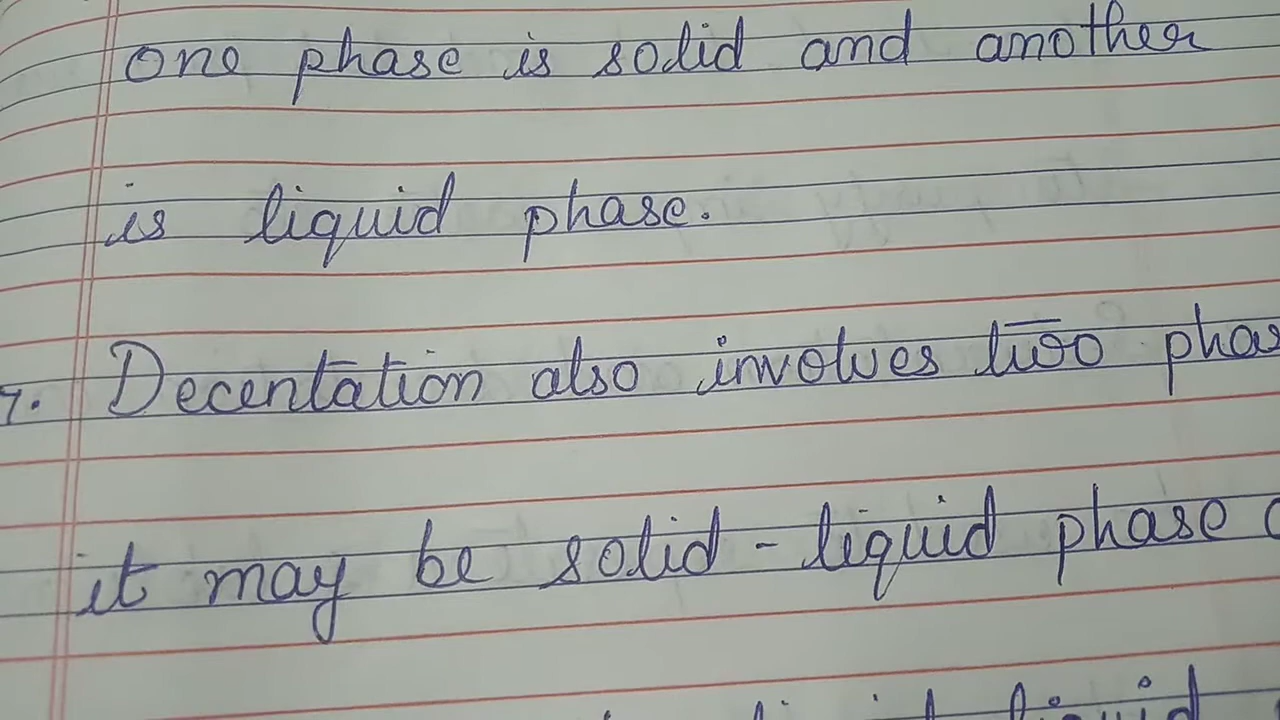 one phase is solid and another
is liquid phase.
7. Decentation also involves two phas
it may be solid - liquid phase
liquid